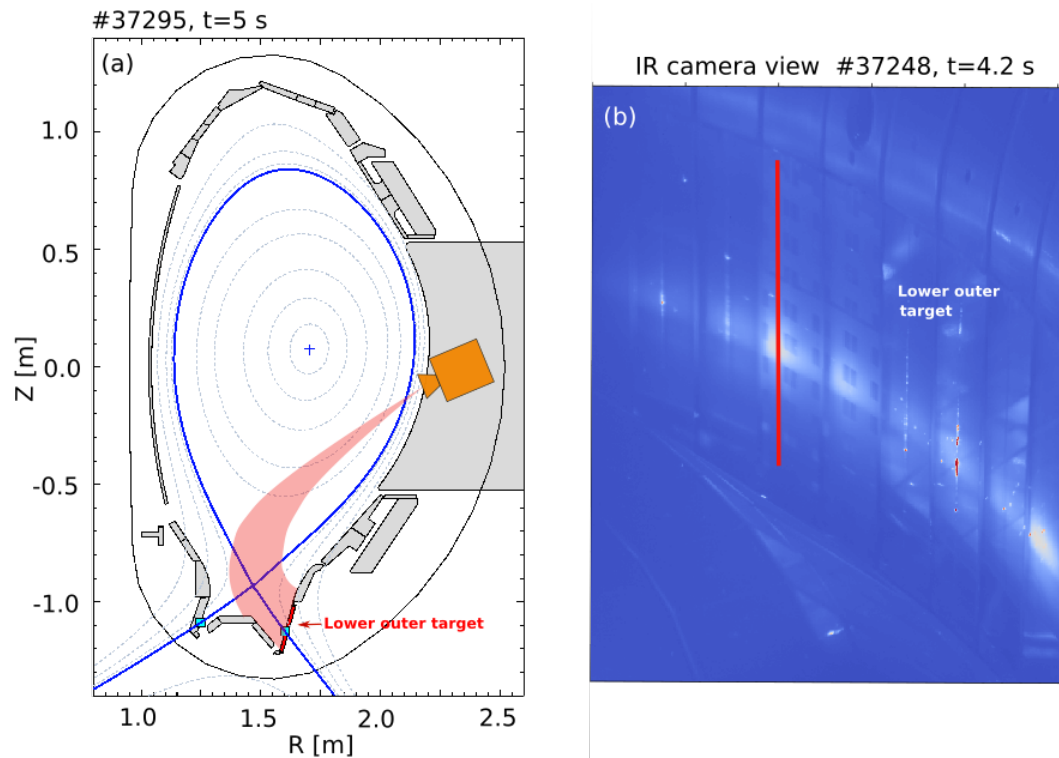 #37295, t=5 s
(a)
1.0
0.5
0.0
-0.5
-1.0
Z [m]
Lower outer target
1.0
1.5
2.0
2.5
R [m]
IR camera view #37248, t=4.2 s
(b)
Lower outer
target